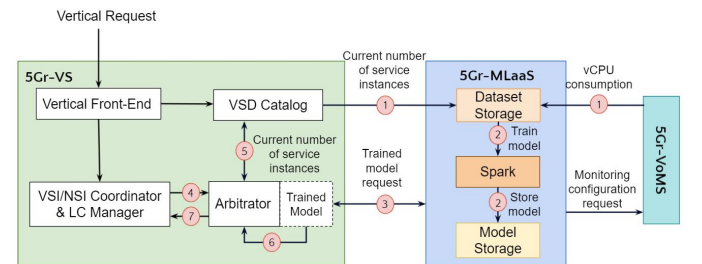 Vertical Request
5Gr-VS
Vertical Front-End
VSD Catalog
Current number
of service
instances
1
5Gr-MLaaS
Dataset
Storage
vCPU
consumption
1
2
Train
model
5
Current number
of service
instances
Trained
model
request
3
Spark
5Gr-VoMS
VSI/NSI Coordinator
& LC Manager
4
7
Arbitrator
Trained
Model
6
2
Store
model
Model
Storage
Monitoring
configuration
request